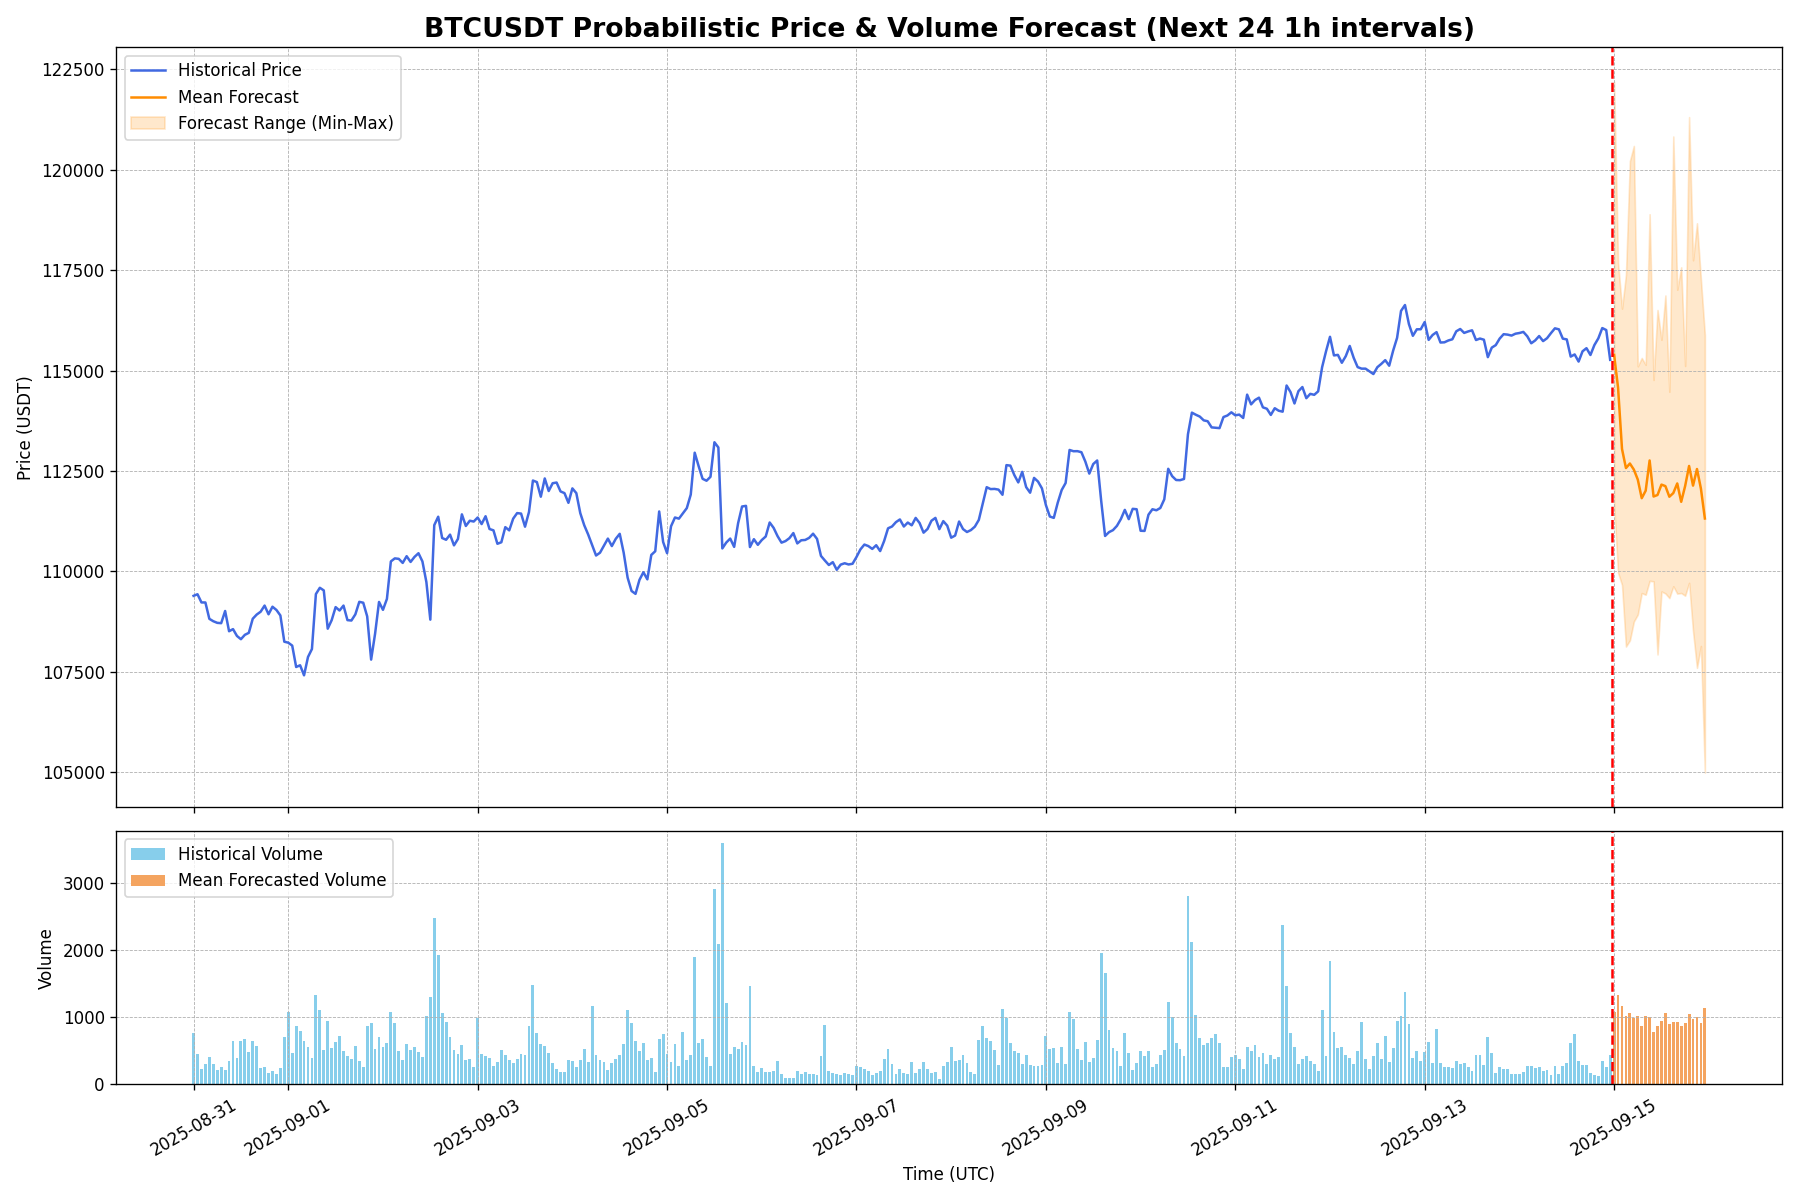 BTCUSDT Probabilistic Price & Volume Forecast (Next 24 1h intervals)
Historical Price
Mean Forecast
Forecast Range (Min-Max)
Price (USDT)
122500
120000
117500
115000
112500
110000
107500
105000
Historical Volume
Mean Forecasted Volume
Volume
3000
2000
1000
0
2025-08-31
2025-09-01
2025-09-03
2025-09-05
2025-09-07
2025-09-09
2025-09-11
2025-09-13
2025-09-15
Time (UTC)